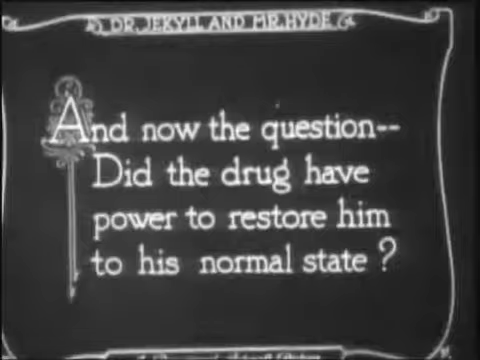 DR. JEKYLL AND MR. HYDE
And now the question--
Did the drug have
power to restore him
to his normal state?